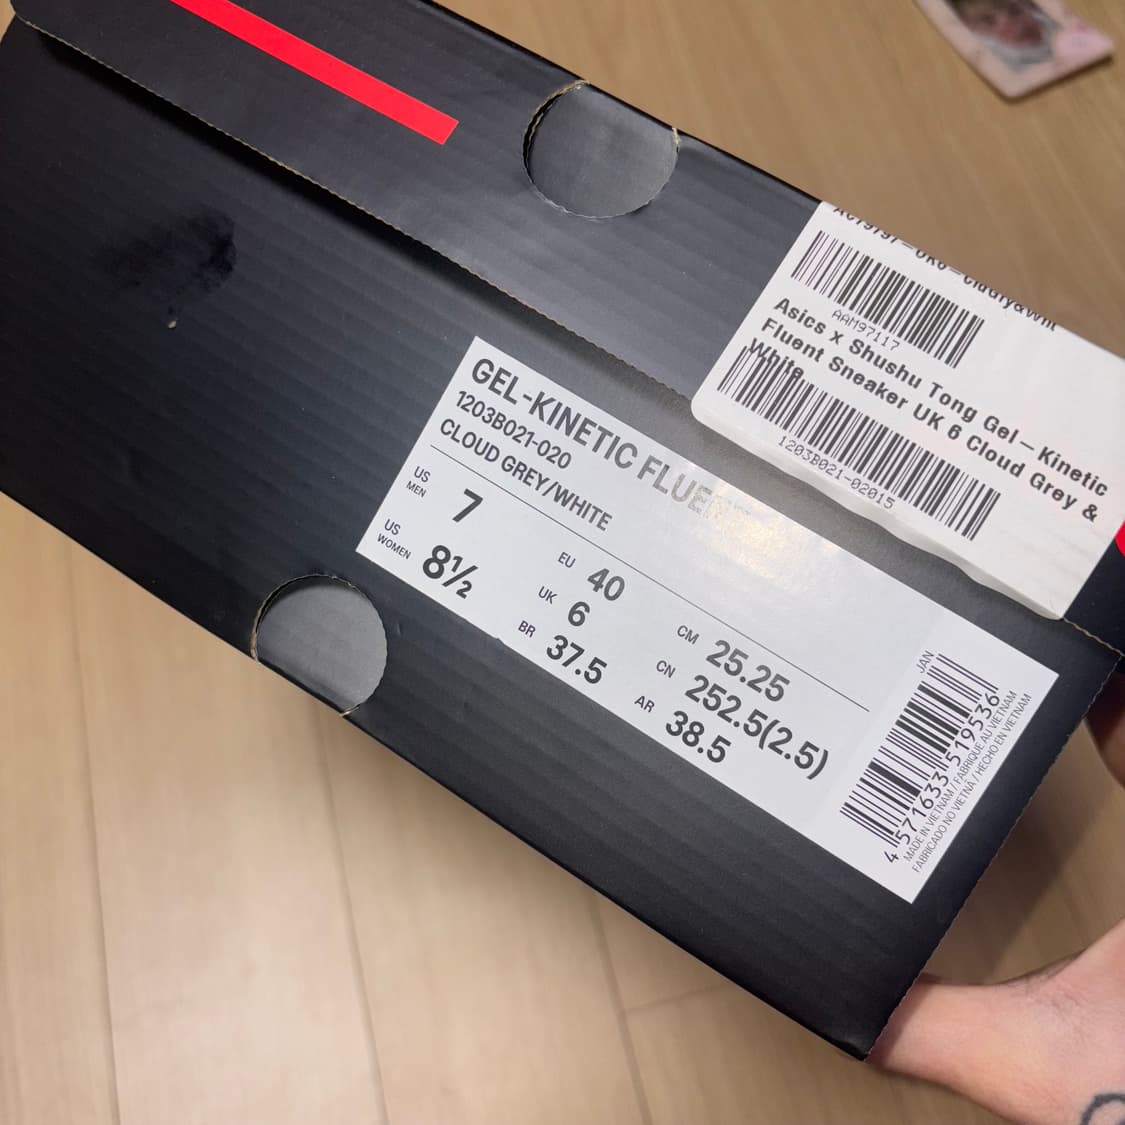 AAM97117
Asics x Shushu Tong Gel-Kinetic
Fluent Sneaker UK 6 Cloud Grey &
White
1203B021-02015
GEL-KINETIC FLUENT
1203B021-020
CLOUD GREY/WHITE
US MEN 7
US WOMEN 8½
EU 40
UK 6
BR 37.5
CM 25.25
CN 252.5(2.5)
AR 38.5
JAN
4 571633 519536
MADE IN VIETNAM / FABRIQUE AU VIETNAM
FABRICADO NO VIETNÃ / HECHO EN VIETNAM